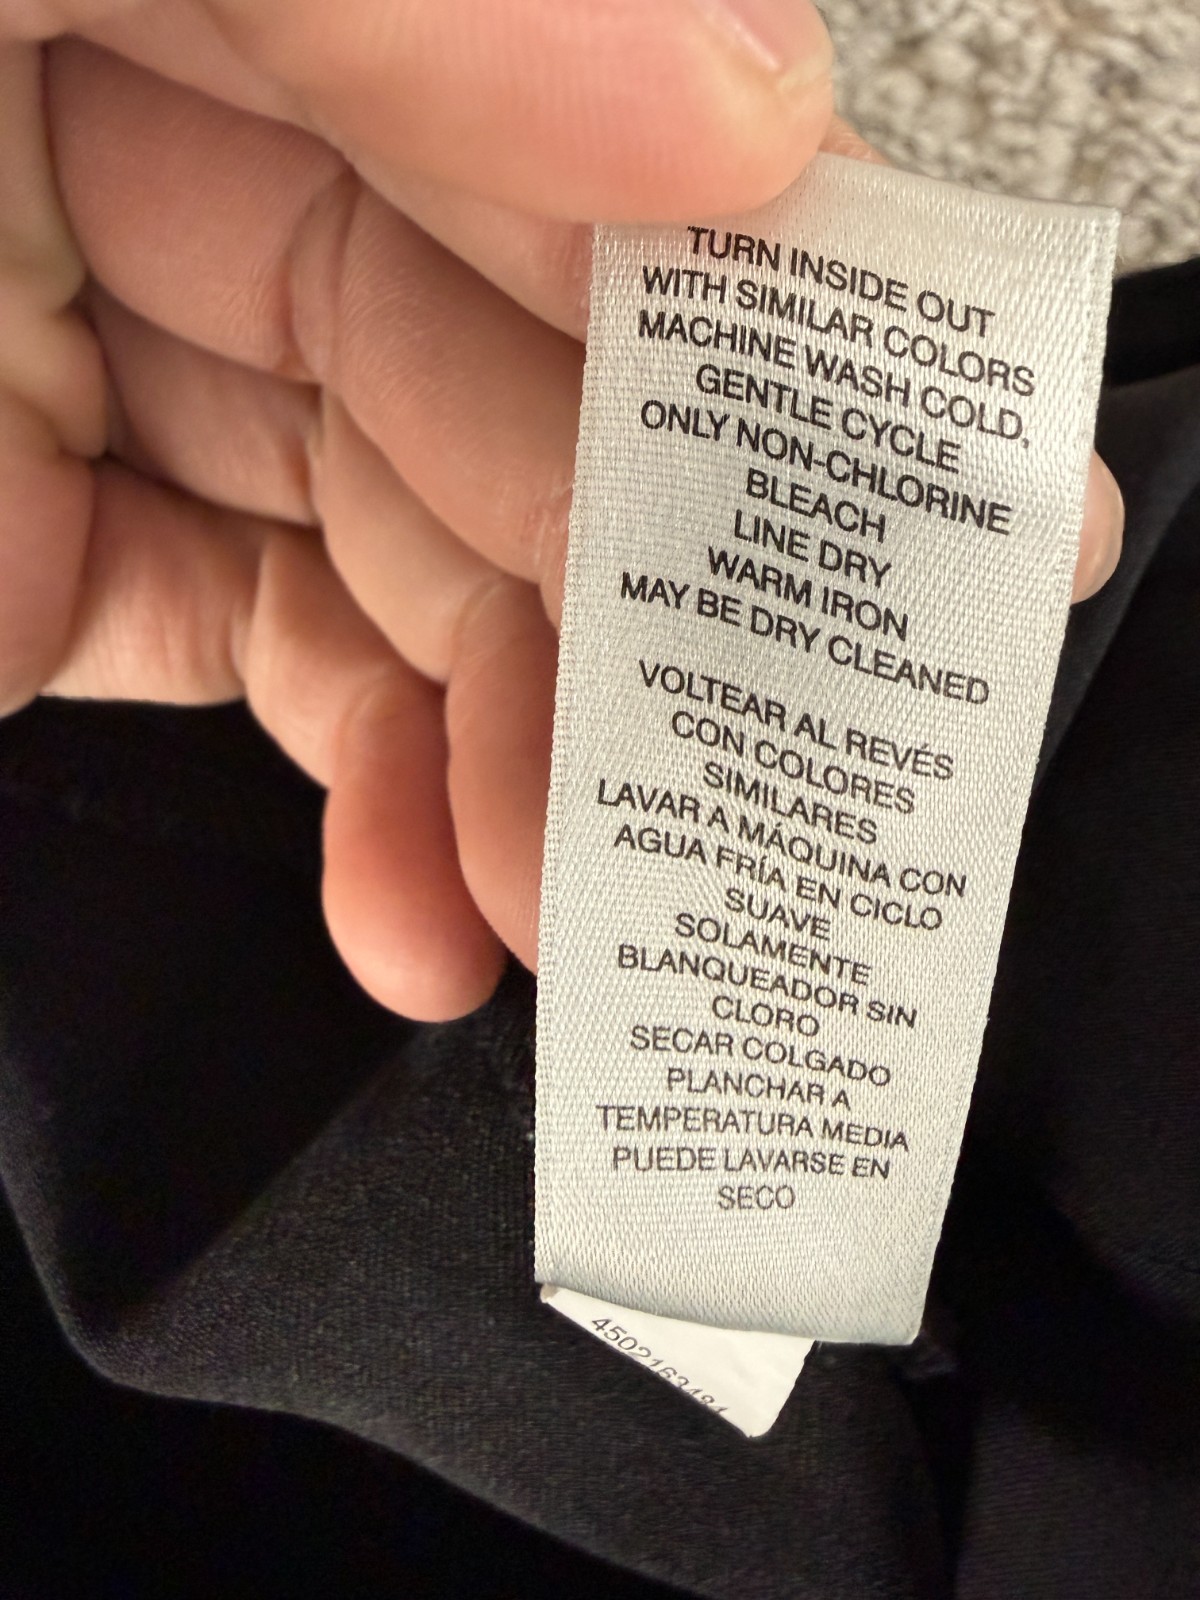 TURN INSIDE OUT
WITH SIMILAR COLORS
MACHINE WASH COLD,
GENTLE CYCLE
ONLY NON-CHLORINE
BLEACH
LINE DRY
WARM IRON
MAY BE DRY CLEANED
VOLTEAR AL REVÉS
CON COLORES
SIMILARES
LAVAR A MÁQUINA CON
AGUA FRÍA EN CICLO
SUAVE
SOLAMENTE
BLANQUEADOR SIN
CLORO
SECAR COLGADO
PLANCHAR A
TEMPERATURA MEDIA
PUEDE LAVARSE EN
SECO